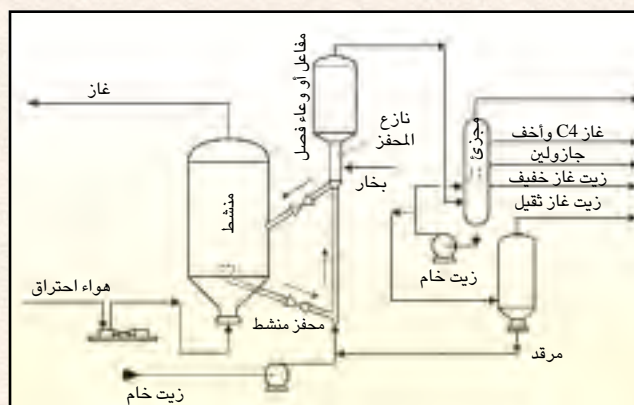 مفاعل أو وعاء فصل
غاز
نازع
المحفز
بخار
منشط
مجزئ
غاز C4 وأخف
جازولين
زيت غاز خفيف
زيت غاز ثقيل
زيت خام
هواء احتراق
محفز منشط
مرقد
زيت خام